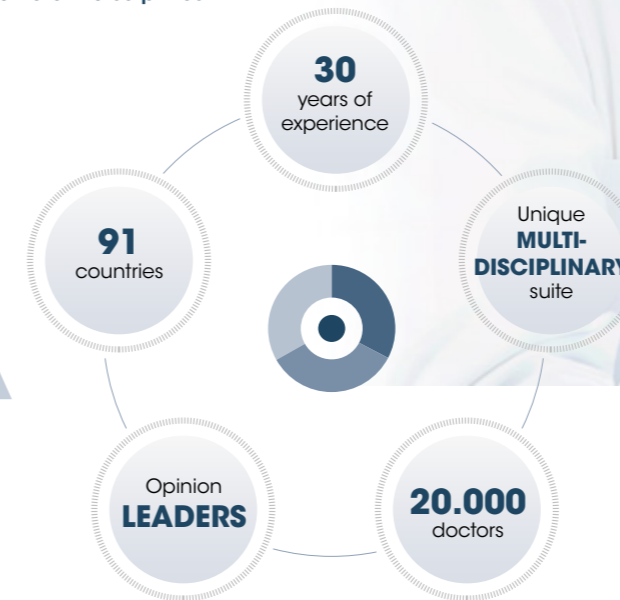 30
years of
experience
Unique
MULTI-
DISCIPLINARY
suite
91
countries
Opinion
LEADERS
20.000
doctors